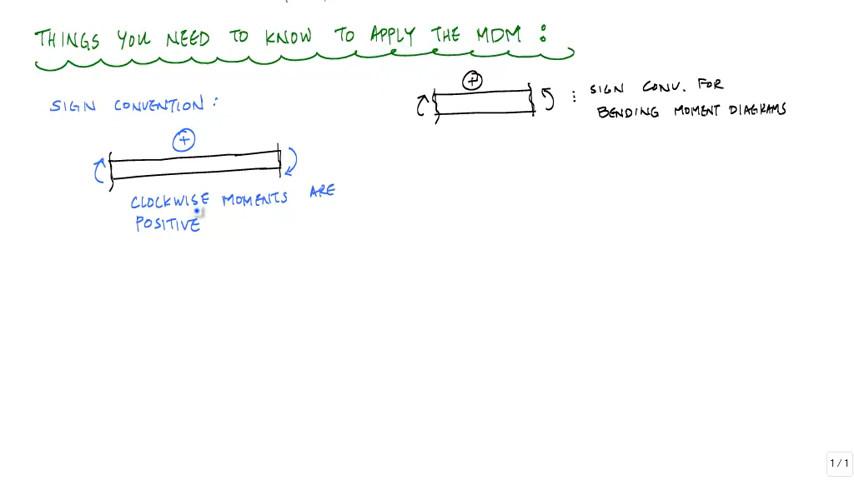 THINGS YOU NEED TO KNOW TO APPLY THE MDM :
SIGN CONVENTION :
+
CLOCKWISE MOMENTS ARE
POSITIVE
+
: SIGN CONV. FOR
BENDING MOMENT DIAGRAMS
1 / 1